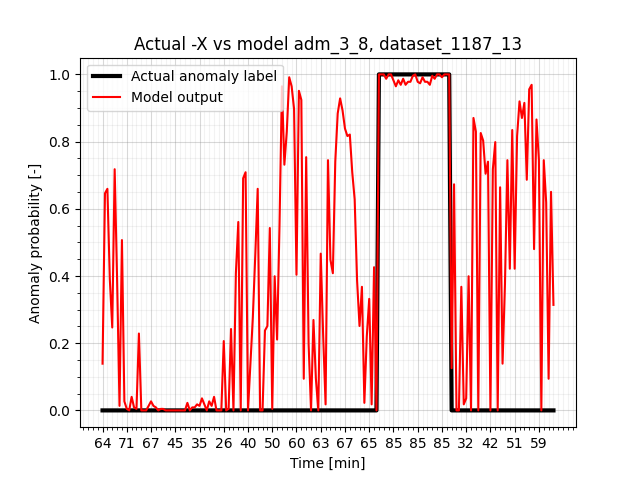 Actual -X vs model adm_3_8, dataset_1187_13
Actual anomaly label
Model output
Anomaly probability [-]
1.0
0.8
0.6
0.4
0.2
0.0
64 71 67 45 35 26 40 50 60 63 67 65 85 85 85 32 42 51 59
Time [min]